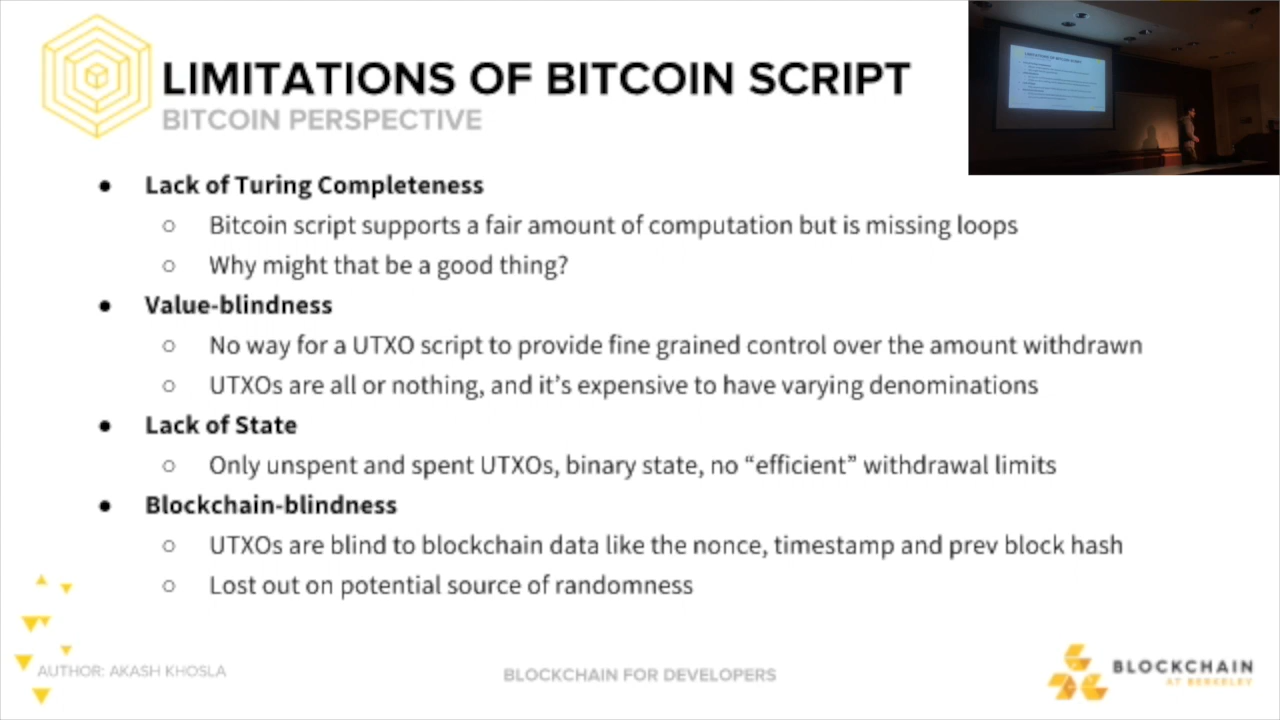 LIMITATIONS OF BITCOIN SCRIPT
BITCOIN PERSPECTIVE
● Lack of Turing Completeness
○ Bitcoin script supports a fair amount of computation but is missing loops
○ Why might that be a good thing?
● Value-blindness
○ No way for a UTXO script to provide fine grained control over the amount withdrawn
○ UTXOs are all or nothing, and it’s expensive to have varying denominations
● Lack of State
○ Only unspent and spent UTXOs, binary state, no “efficient” withdrawal limits
● Blockchain-blindness
○ UTXOs are blind to blockchain data like the nonce, timestamp and prev block hash
○ Lost out on potential source of randomness
AUTHOR: AKASH KHOSLA
BLOCKCHAIN FOR DEVELOPERS
BLOCKCHAIN
AT BERKELEY